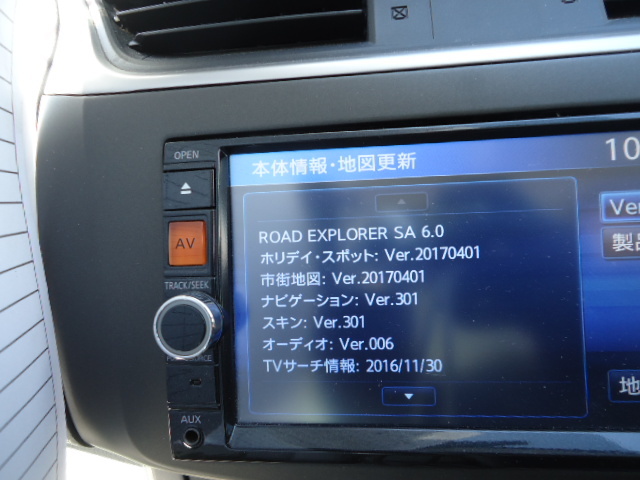 OPEN
本体情報・地図更新
10
AV
ROAD EXPLORER SA 6.0
ホリデイ・スポット: Ver.20170401
市街地図: Ver.20170401
ナビゲーション: Ver.301
スキン: Ver.301
オーディオ: Ver.006
TVサーチ情報: 2016/11/30
Ver
製品
地
TRACK/SEEK
AUX